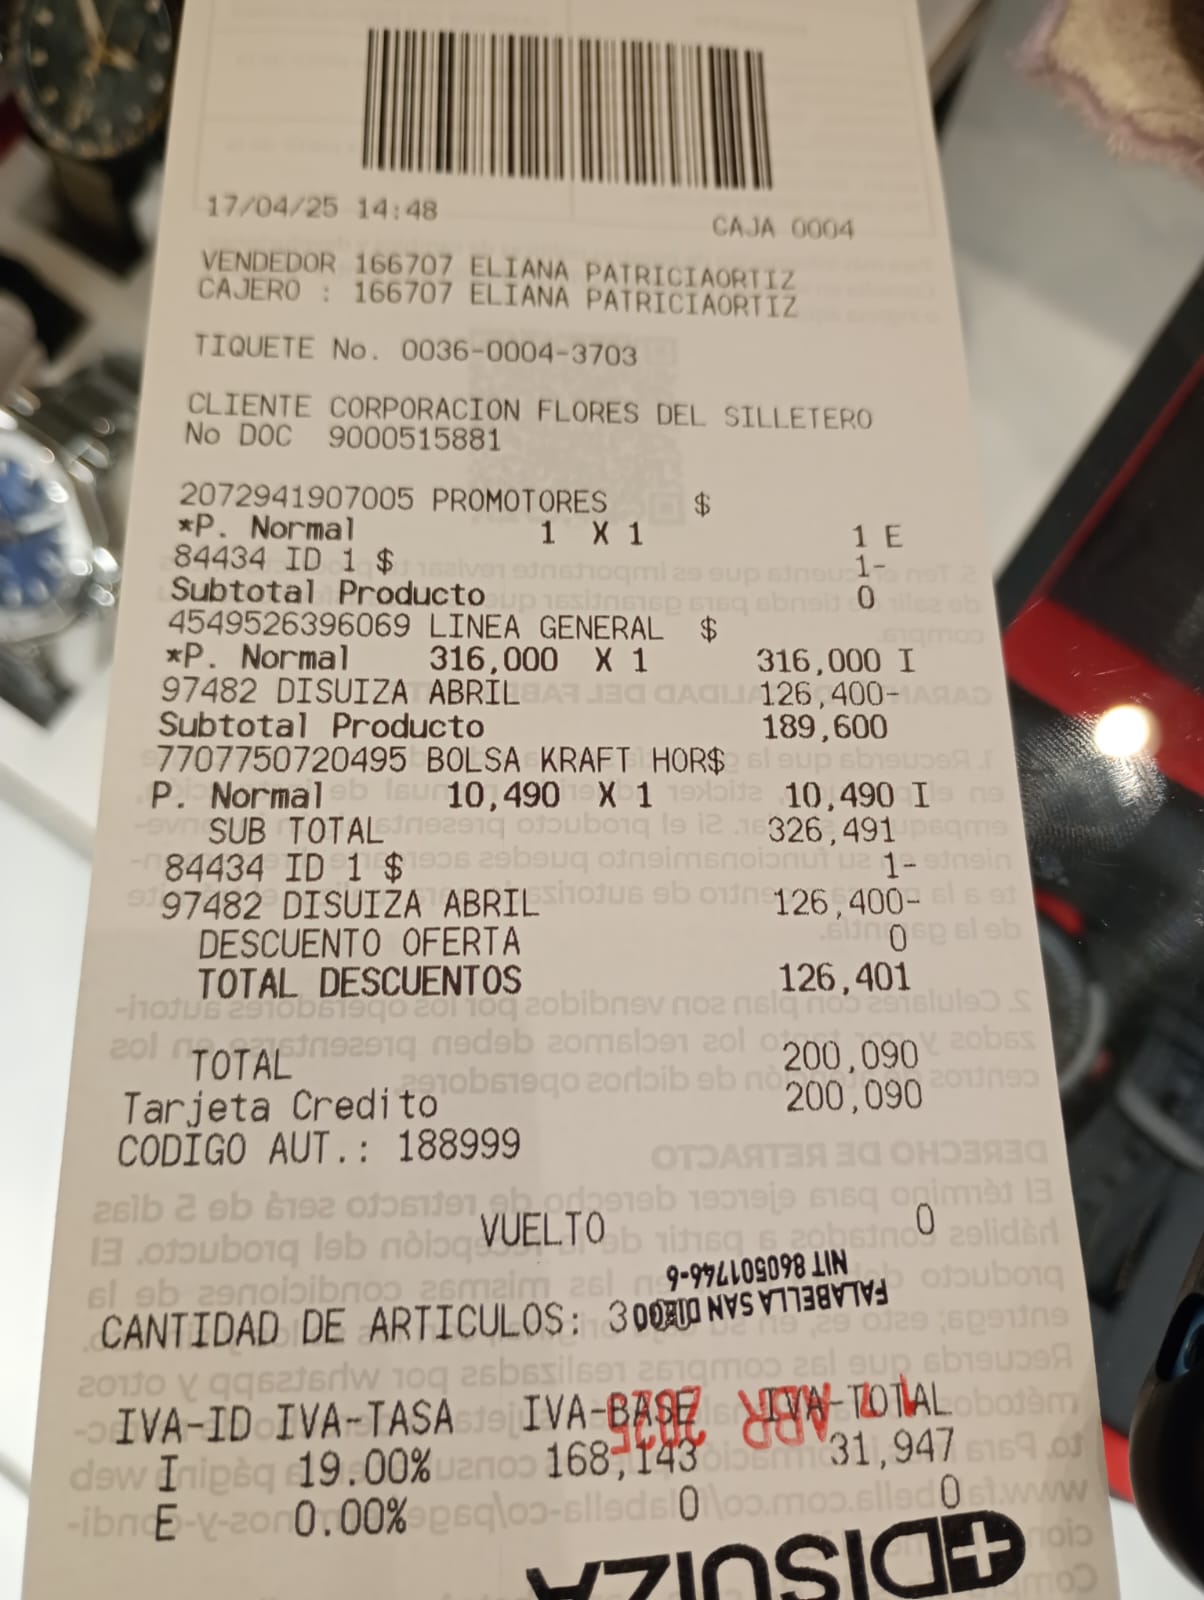 17/04/25 14:48 CAJA 0004
VENDEDOR 166707 ELIANA PATRICIAORTIZ
CAJERO : 166707 ELIANA PATRICIAORTIZ
TIQUETE No. 0036-0004-3703
CLIENTE CORPORACION FLORES DEL SILLETERO
No DOC 9000515881
2072941907005 PROMOTORES $
*P. Normal 1 X 1 1 E
84434 ID 1 $ 1-
Subtotal Producto 0
4549526396069 LINEA GENERAL $
*P. Normal 316,000 X 1 316,000 I
97482 DISUIZA ABRIL 126,400-
Subtotal Producto 189,600
7707750720495 BOLSA KRAFT HOR$
P. Normal 10,490 X 1 10,490 I
SUB TOTAL 326,491
84434 ID 1 $ 1-
97482 DISUIZA ABRIL 126,400-
DESCUENTO OFERTA 0
TOTAL DESCUENTOS 126,401
TOTAL 200,090
Tarjeta Credito 200,090
CODIGO AUT.: 188999
VUELTO 0
NIT 860501746-6
FALABELLA SAN DIEGO
CANTIDAD DE ARTICULOS: 3
17 ABR 2025
IVA-ID IVA-TASA IVA-BASE IVA-TOTAL
I 19.00% 168,143 31,947
E 0.00% 0 0
DISUIZA